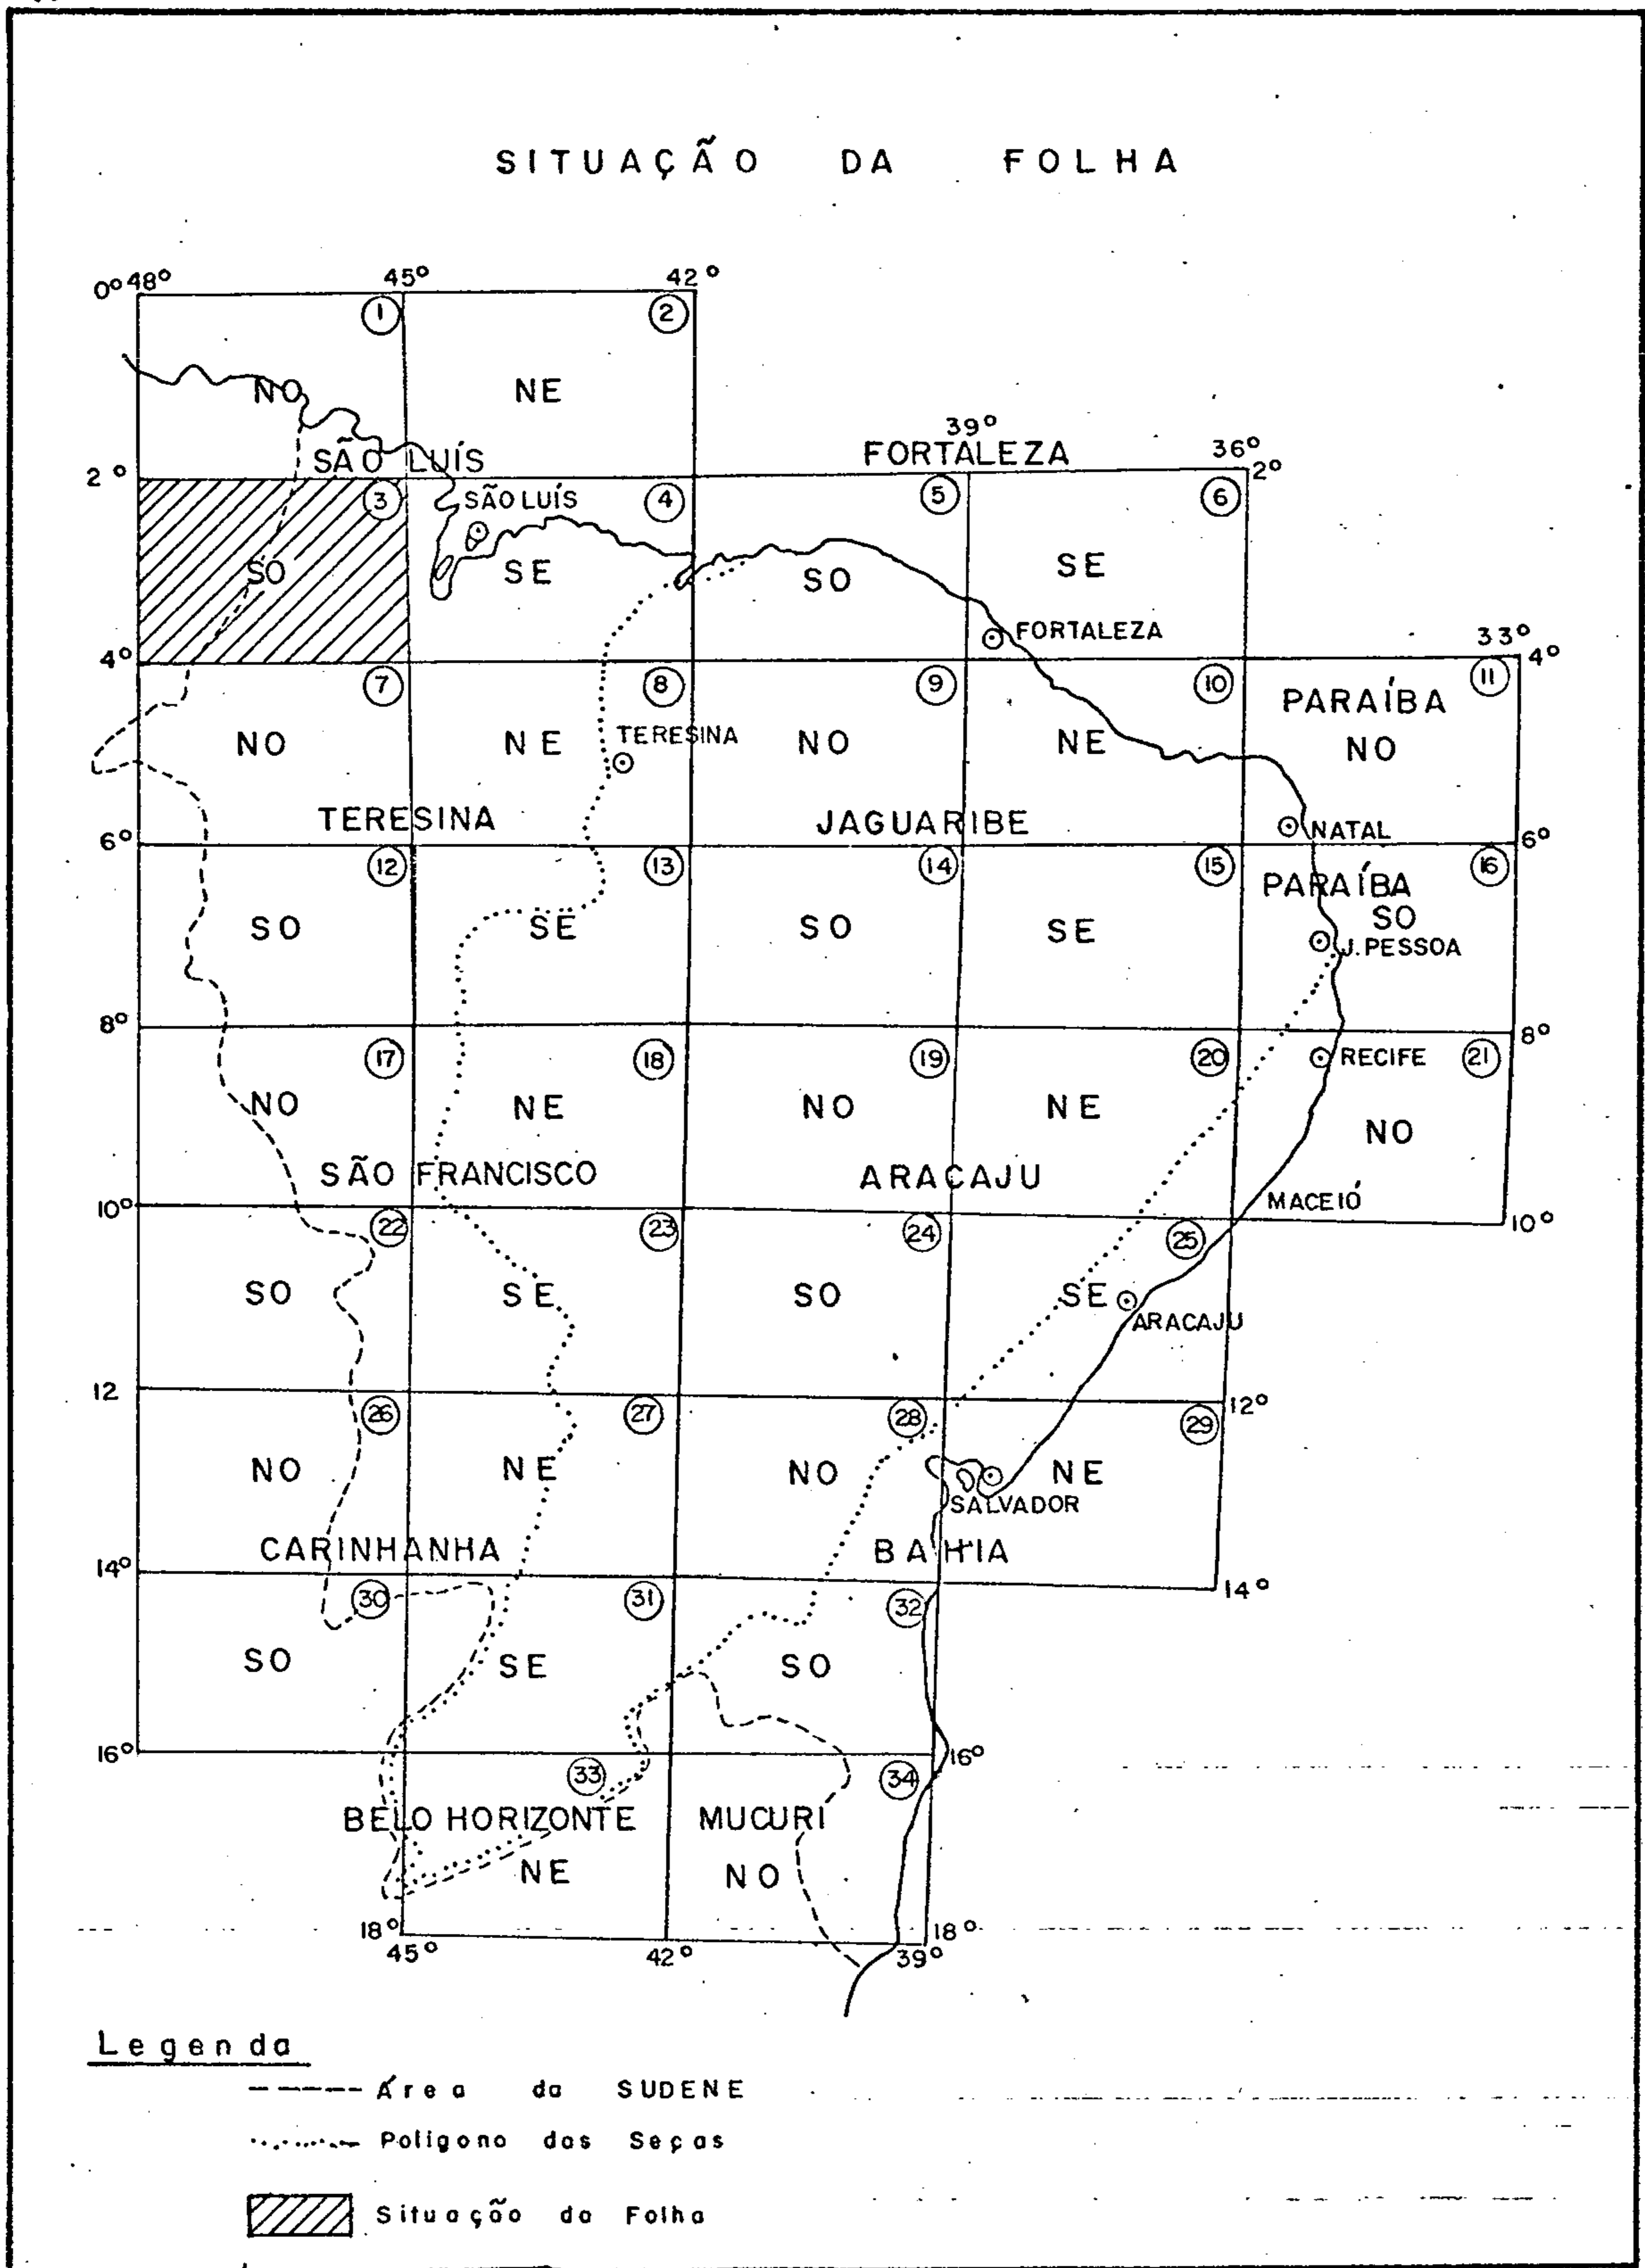 SITUAÇÃO DA FOLHA
0° 48° 45° 42°
1 2
NO NE
39° 36°
SÃO LUÍS FORTALEZA
2° 2°
3 SÃO LUÍS 4 5 6
SO SE SO SE
FORTALEZA 33°
4° 4°
7 8 9 10 11
PARAÍBA
NO NE TERESINA NO NE NO
TERESINA JAGUARIBE NATAL
6° 6°
12 13 14 15 16
PARAÍBA
SO SE SO SE SO
J. PESSOA
8° 8°
17 18 19 20 RECIFE 21
NO NE NO NE NO
SÃO FRANCISCO ARACAJU
MACEIÓ
10° 10°
22 23 24 25
SO SE SO SE
ARACAJU
12 12°
26 27 28 29
NO NE NO NE
SALVADOR
CARINHANHA BAHIA
14° 14°
30 31 32
SO SE SO
16° 16°
33 34
BELO HORIZONTE MUCURI
NE NO
18° 18°
45° 42° 39°
Legenda
Área da SUDENE
Polígono das Seças
Situação da Folha